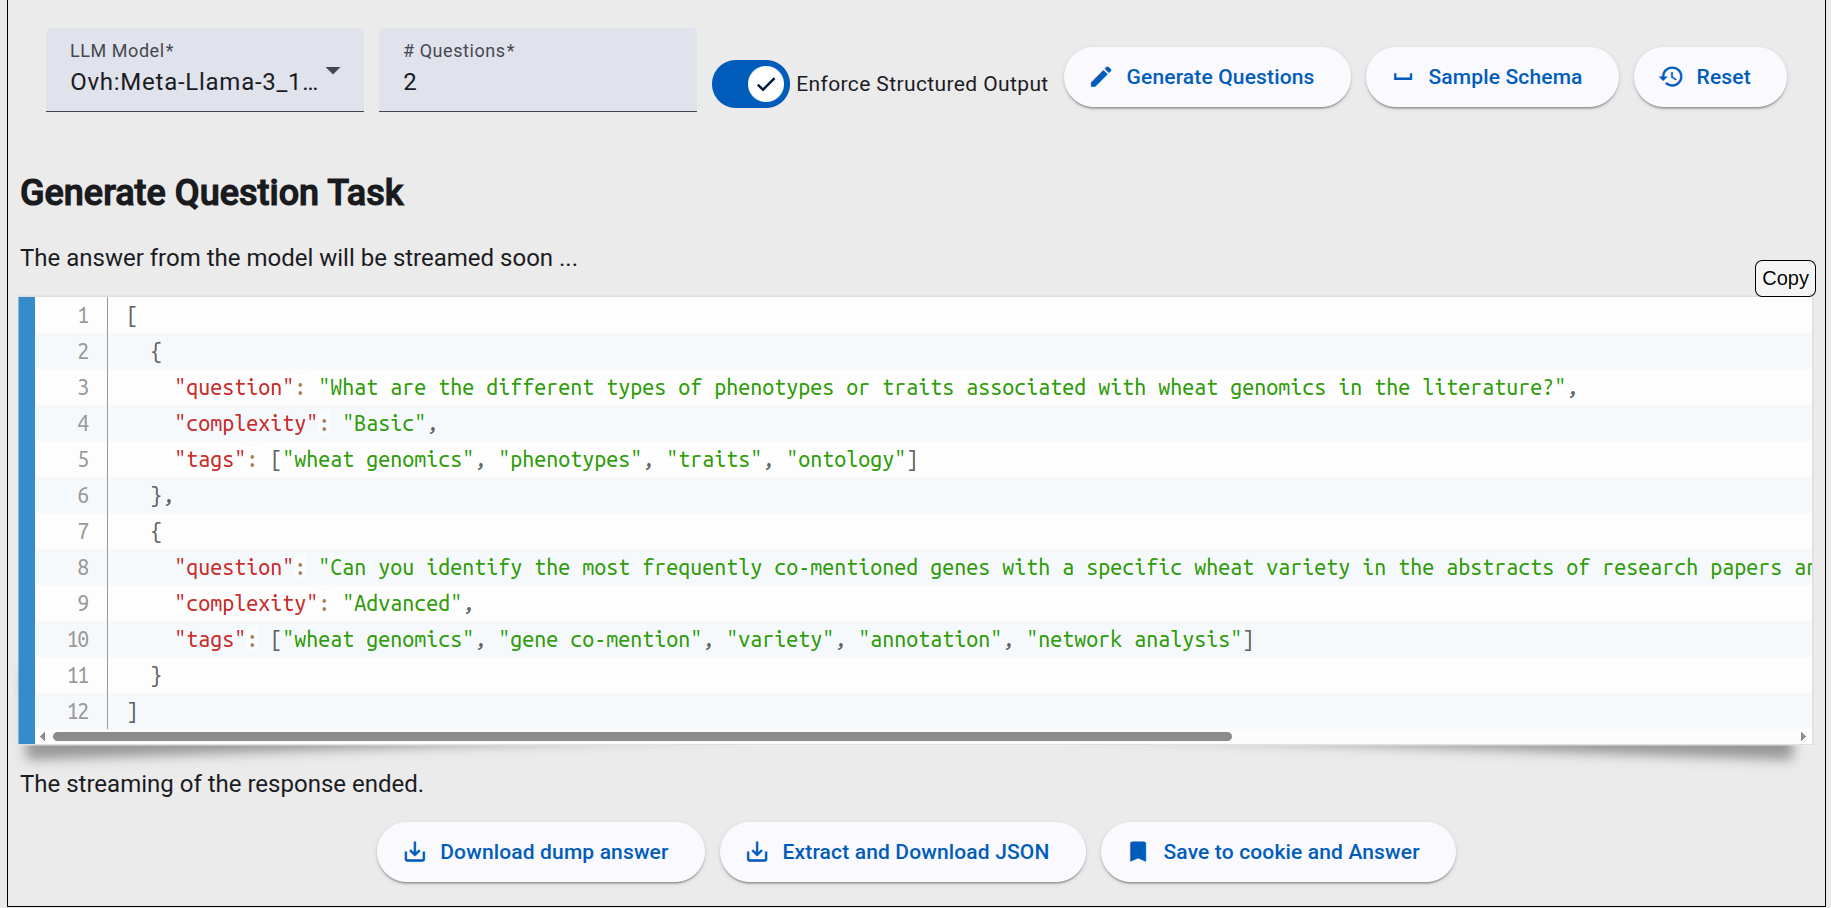 LLM Model*
Ovh:Meta-Llama-3_1...
# Questions*
2
Enforce Structured Output
Generate Questions
Sample Schema
Reset
Generate Question Task
The answer from the model will be streamed soon ...
Copy
1 [
2 {
3 "question": "What are the different types of phenotypes or traits associated with wheat genomics in the literature?",
4 "complexity": "Basic",
5 "tags": ["wheat genomics", "phenotypes", "traits", "ontology"]
6 },
7 {
8 "question": "Can you identify the most frequently co-mentioned genes with a specific wheat variety in the abstracts of research papers
9 "complexity": "Advanced",
10 "tags": ["wheat genomics", "gene co-mention", "variety", "annotation", "network analysis"]
11 }
12 ]
The streaming of the response ended.
Download dump answer
Extract and Download JSON
Save to cookie and Answer